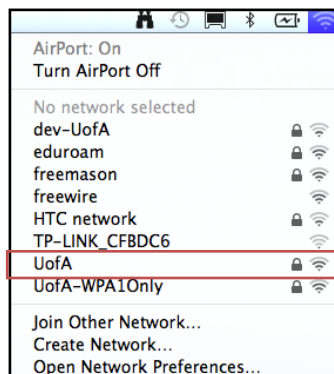 AirPort: On
Turn AirPort Off
No network selected
dev-UofA
eduroam
freemason
freewire
HTC network
TP-LINK_CFBDC6
UofA
UofA-WPA1Only
Join Other Network...
Create Network...
Open Network Preferences...